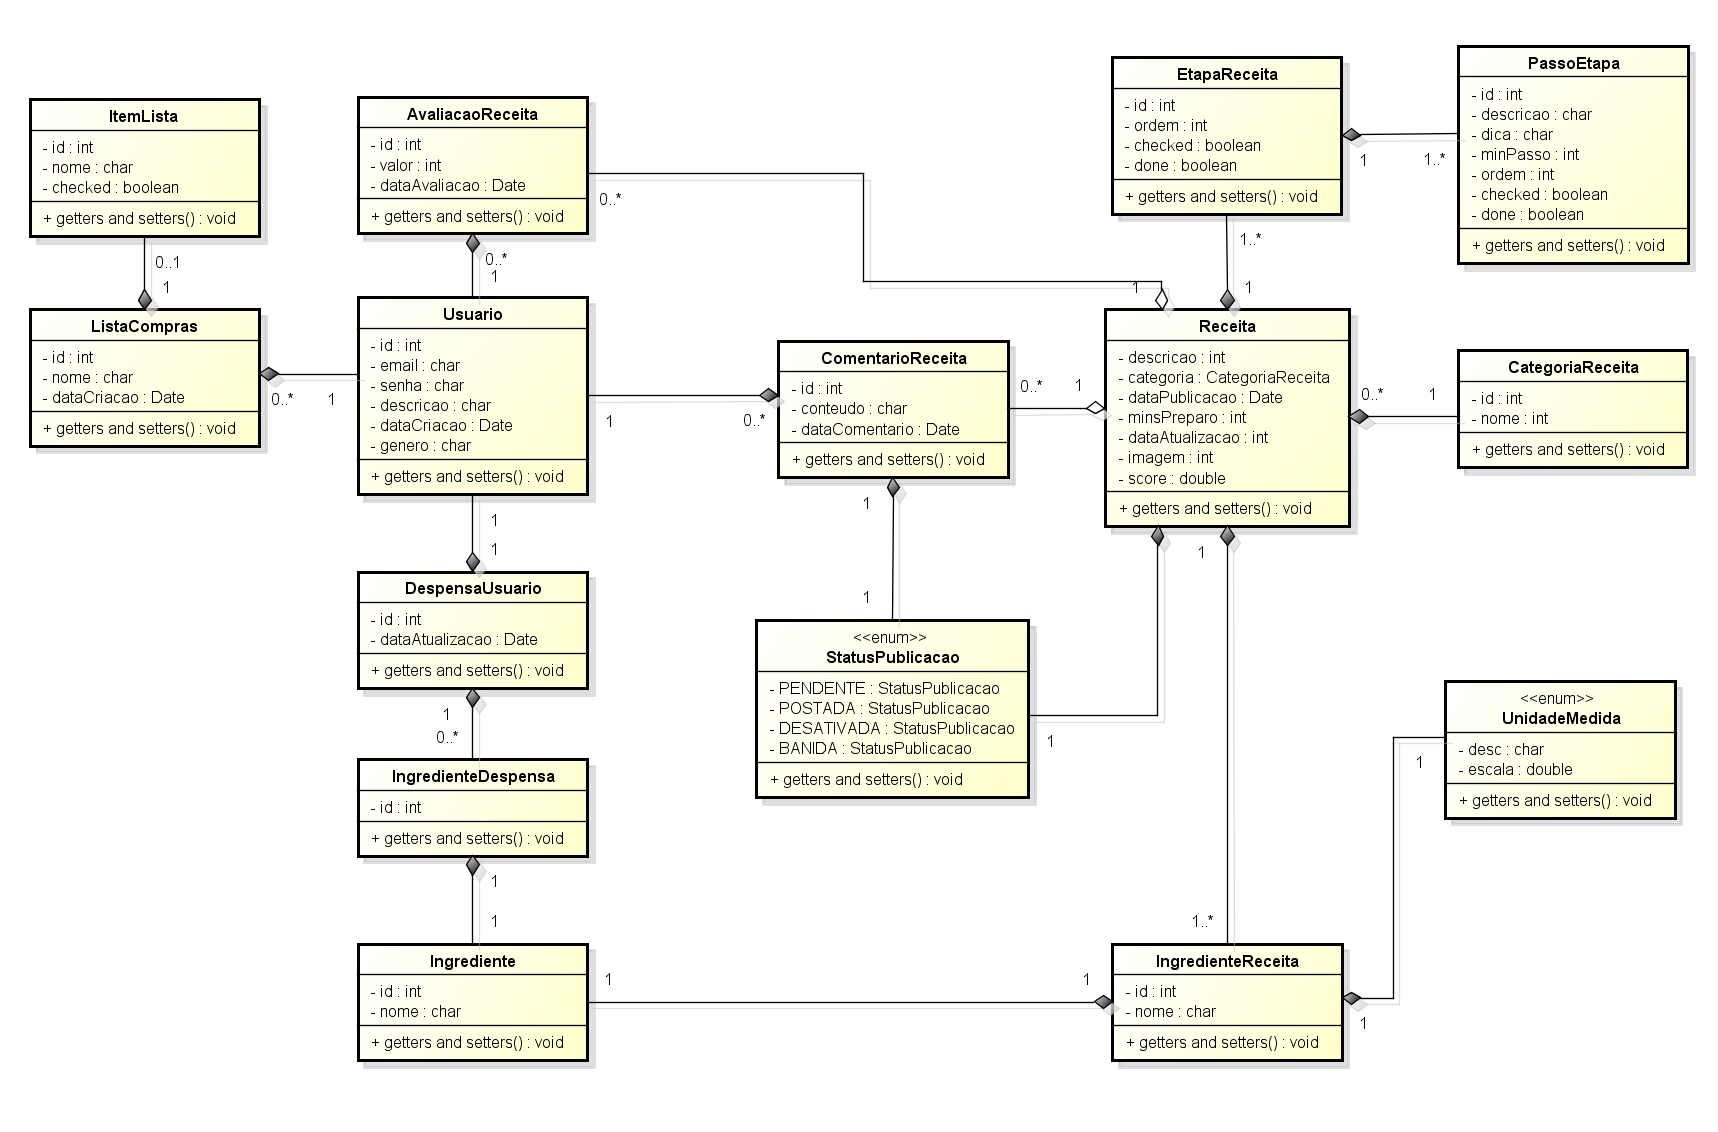 ItemLista
- id : int
- nome : char
- checked : boolean
+ getters and setters() : void
0..1
1
ListaCompras
- id : int
- nome : char
- dataCriacao : Date
+ getters and setters() : void
0..*
1
AvaliacaoReceita
- id : int
- valor : int
- dataAvaliacao : Date
+ getters and setters() : void
0..*
0..*
1
Usuario
- id : int
- email : char
- senha : char
- descricao : char
- dataCriacao : Date
- genero : char
+ getters and setters() : void
1
0..*
1
1
DespensaUsuario
- id : int
- dataAtualizacao : Date
+ getters and setters() : void
1
0..*
IngredienteDespensa
- id : int
+ getters and setters() : void
1
1
Ingrediente
- id : int
- nome : char
+ getters and setters() : void
1
1
ComentarioReceita
- id : int
- conteudo : char
- dataComentario : Date
+ getters and setters() : void
0..*
1
1
1
<<enum>>
StatusPublicacao
- PENDENTE : StatusPublicacao
- POSTADA : StatusPublicacao
- DESATIVADA : StatusPublicacao
- BANIDA : StatusPublicacao
+ getters and setters() : void
1
EtapaReceita
- id : int
- ordem : int
- checked : boolean
- done : boolean
+ getters and setters() : void
1
1..*
PassoEtapa
- id : int
- descricao : char
- dica : char
- minPasso : int
- ordem : int
- checked : boolean
- done : boolean
+ getters and setters() : void
1..*
1
1
Receita
- descricao : int
- categoria : CategoriaReceita
- dataPublicacao : Date
- minsPreparo : int
- dataAtualizacao : int
- imagem : int
- score : double
+ getters and setters() : void
0..*
1
CategoriaReceita
- id : int
- nome : int
+ getters and setters() : void
1
1..*
<<enum>>
UnidadeMedida
- desc : char
- escala : double
+ getters and setters() : void
1
IngredienteReceita
- id : int
- nome : char
+ getters and setters() : void
1